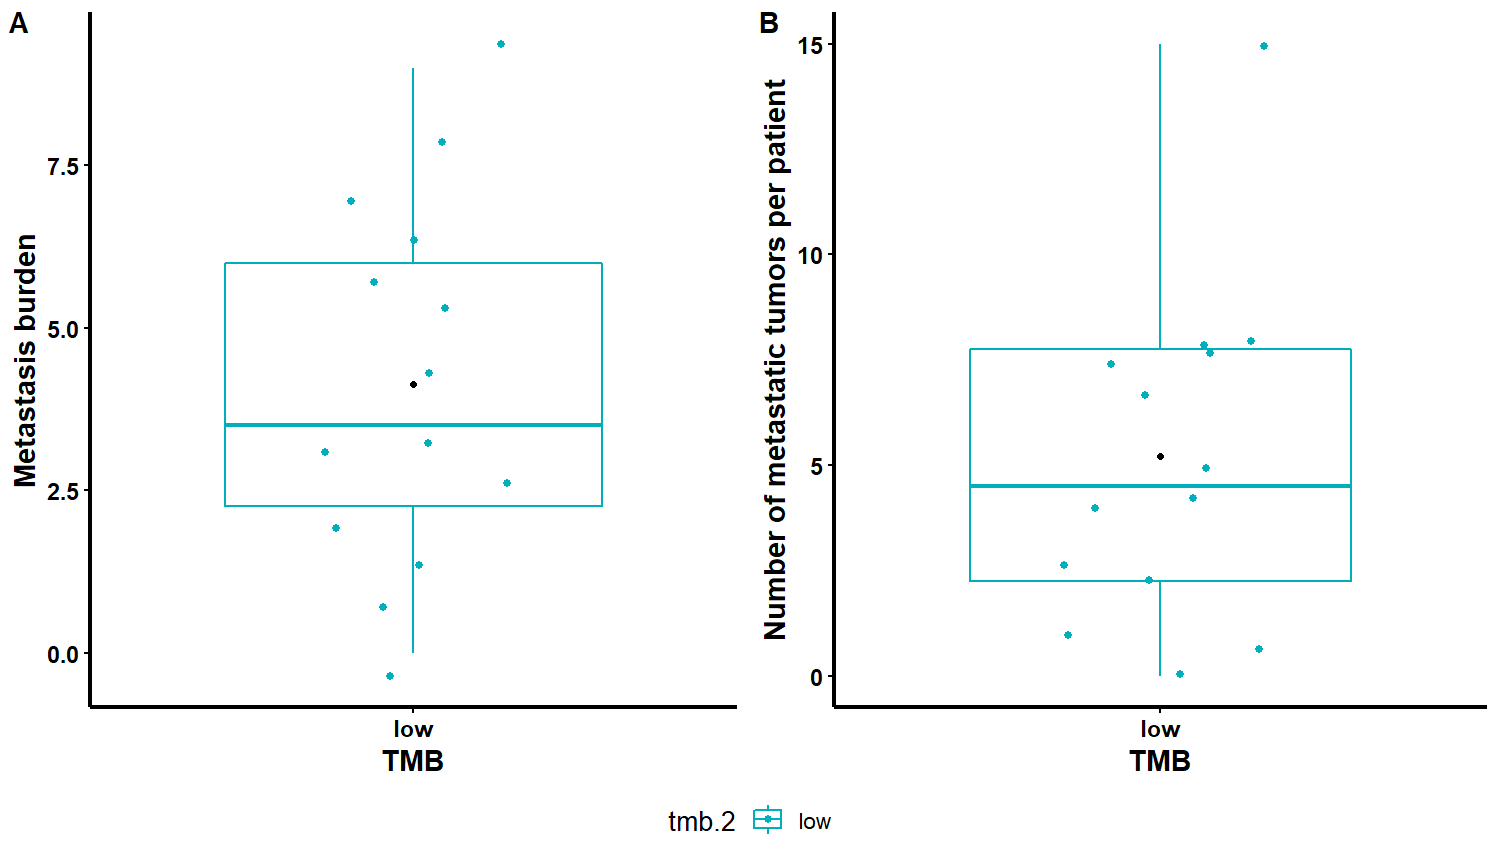 A
Metastasis burden
7.5
5.0
2.5
0.0
low
TMB
B
Number of metastatic tumors per patient
15
10
5
0
low
TMB
tmb.2 low